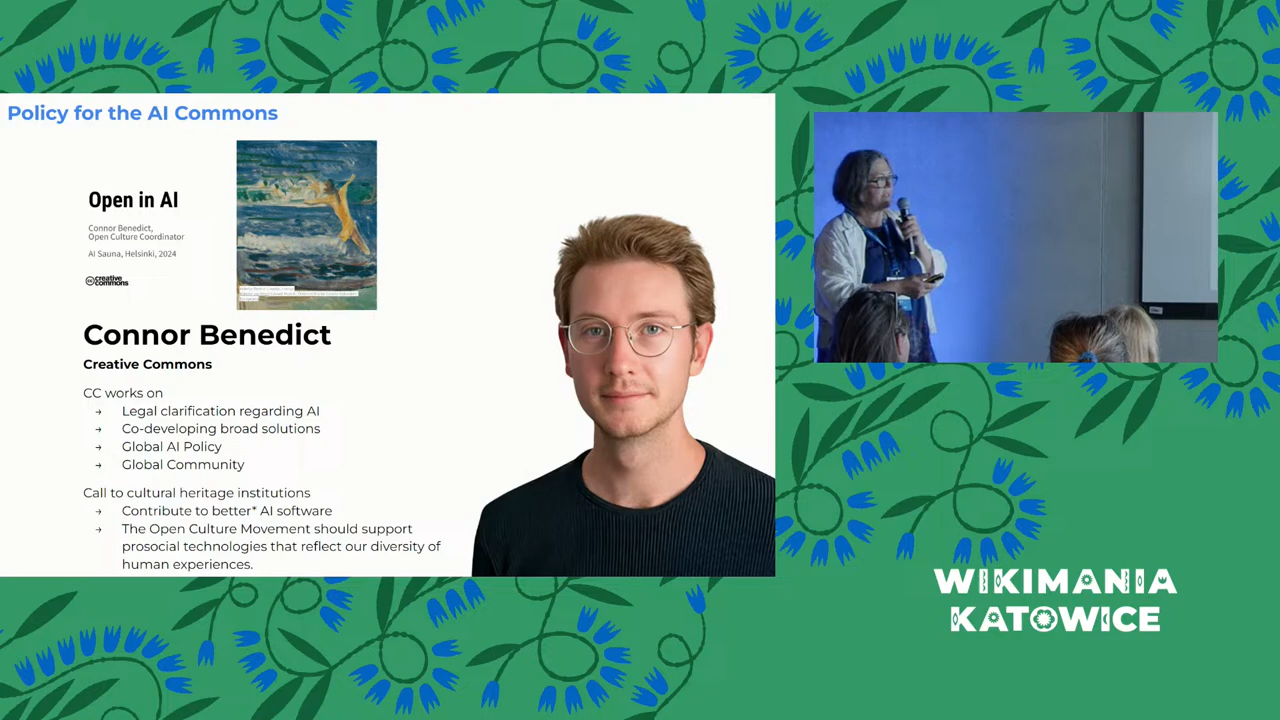 Policy for the AI Commons
Open in AI
Connor Benedict,
Open Culture Coordinator
AI Sauna, Helsinki, 2024
cc creative
commons
Connor Benedict
Creative Commons
CC works on
→ Legal clarification regarding AI
→ Co-developing broad solutions
→ Global AI Policy
→ Global Community
Call to cultural heritage institutions
→ Contribute to better* AI software
→ The Open Culture Movement should support
prosocial technologies that reflect our diversity of
human experiences.
WIKIMANIA
KATOWICE